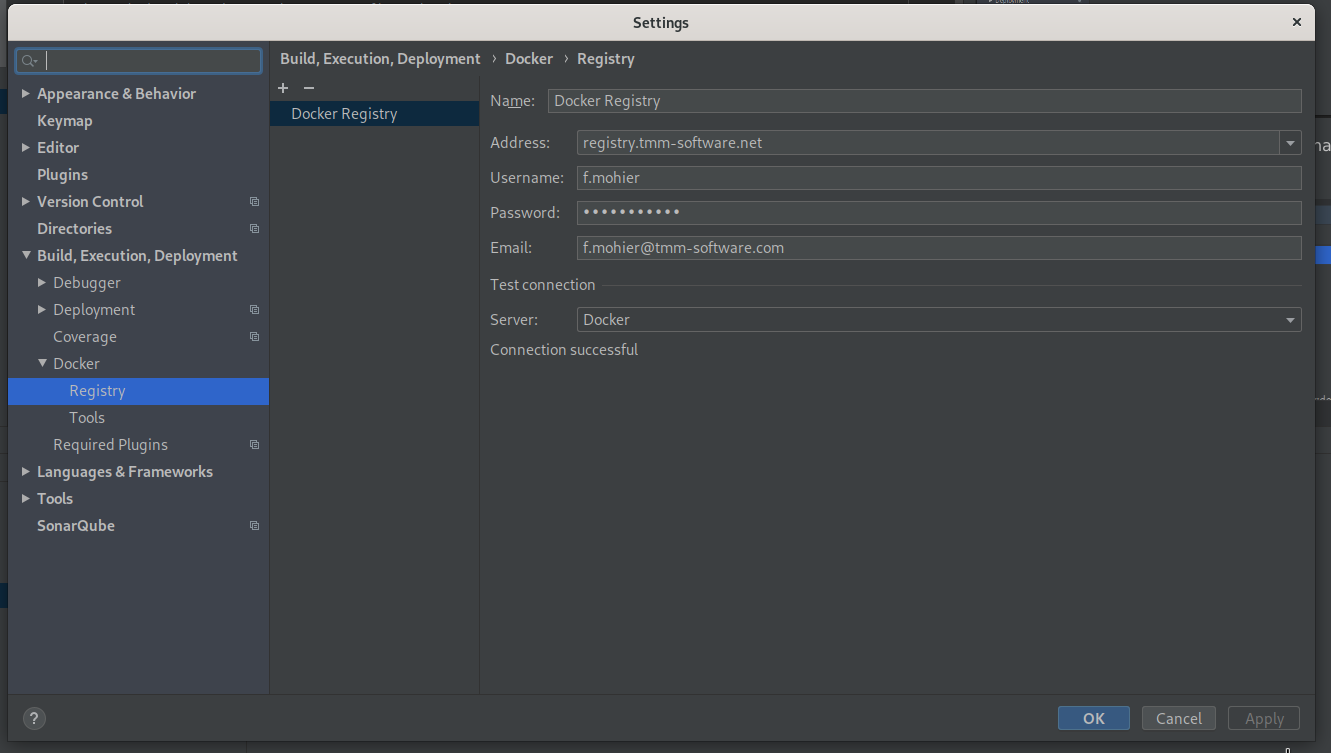 Settings
Build, Execution, Deployment › Docker › Registry
Appearance & Behavior
Keymap
Editor
Plugins
Version Control
Directories
Build, Execution, Deployment
Debugger
Deployment
Coverage
Docker
Registry
Tools
Required Plugins
Languages & Frameworks
Tools
SonarQube
Docker Registry
Name: Docker Registry
Address: registry.tmm-software.net
Username: f.mohier
Password: •••••••••••
Email: f.mohier@tmm-software.com
Test connection
Server: Docker
Connection successful
?
OK Cancel Apply